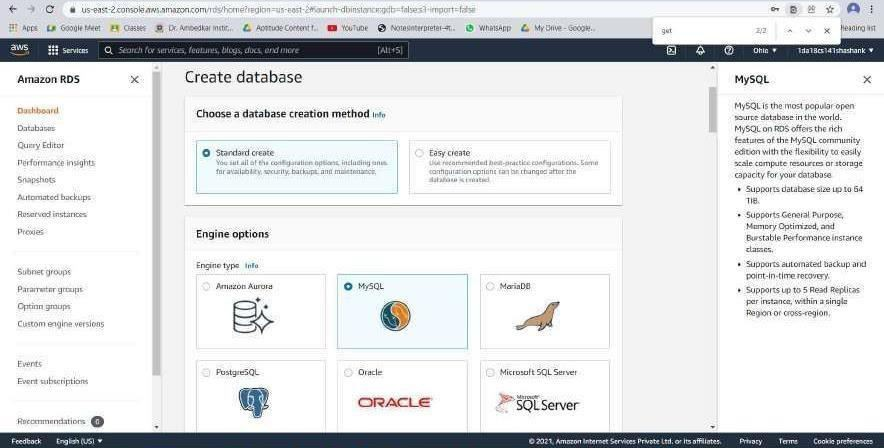 us-east-2.console.aws.amazon.com/rds/home?region=us-east-2#launch-dbinstance:gdb=false;s3-import=false
Apps
Google Meet
Classes
Dr. Ambedkar Instit...
Aptitude Content f...
YouTube
NotesInterpreter-4t...
WhatsApp
My Drive - Google...
Reading list
get
2/2
aws
Services
Search for services, features, blogs, docs, and more
[Alt+S]
Ohio
1da18cs141shashank
Amazon RDS
Dashboard
Databases
Query Editor
Performance insights
Snapshots
Automated backups
Reserved instances
Proxies
Subnet groups
Parameter groups
Option groups
Custom engine versions
Events
Event subscriptions
Recommendations 0
Create database
Choose a database creation method Info
Standard create
You set all of the configuration options, including ones
for availability, security, backups, and maintenance.
Easy create
Use recommended best-practice configurations. Some
configuration options can be changed after the
database is created.
Engine options
Engine type Info
Amazon Aurora
MySQL
MariaDB
PostgreSQL
Oracle
ORACLE
Microsoft SQL Server
Microsoft
SQL Server
MySQL
MySQL is the most popular open
source database in the world.
MySQL on RDS offers the rich
features of the MySQL community
edition with the flexibility to easily
scale compute resources or storage
capacity for your database.
• Supports database size up to 64
TiB.
• Supports General Purpose,
Memory Optimized, and
Burstable Performance instance
classes.
• Supports automated backup and
point-in-time recovery.
• Supports up to 5 Read Replicas
per instance, within a single
Region or cross-region.
Feedback
English (US)
© 2021, Amazon Internet Services Private Ltd. or its affiliates.
Privacy
Terms
Cookie preferences